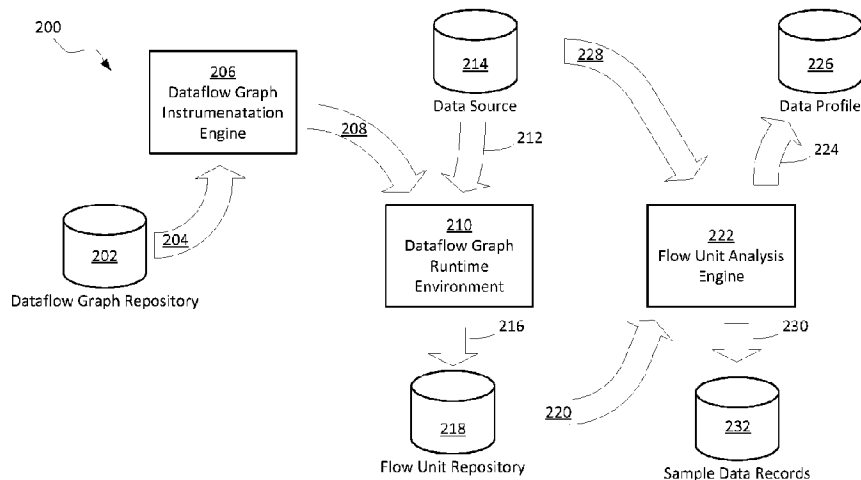 200
206
Dataflow Graph
Instrumenatation
Engine
208
214
Data Source
212
228
226
Data Profile
224
202
Dataflow Graph Repository
204
210
Dataflow Graph
Runtime
Environment
222
Flow Unit Analysis
Engine
216
218
Flow Unit Repository
220
230
232
Sample Data Records